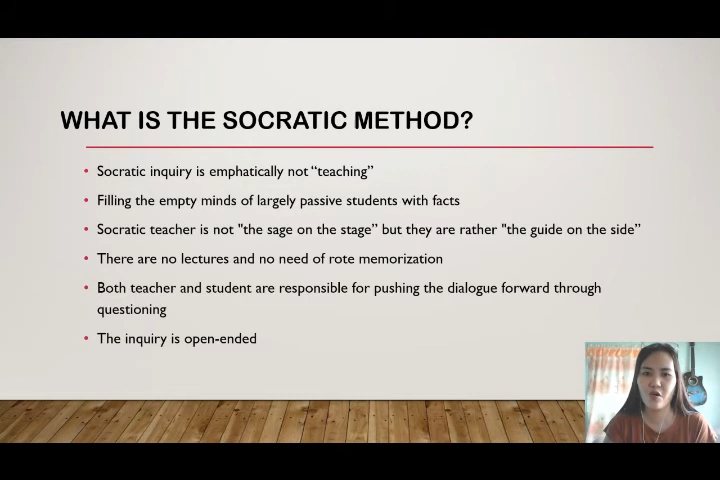 WHAT IS THE SOCRATIC METHOD?
• Socratic inquiry is emphatically not “teaching”
• Filling the empty minds of largely passive students with facts
• Socratic teacher is not "the sage on the stage” but they are rather "the guide on the side”
• There are no lectures and no need of rote memorization
• Both teacher and student are responsible for pushing the dialogue forward through
questioning
• The inquiry is open-ended